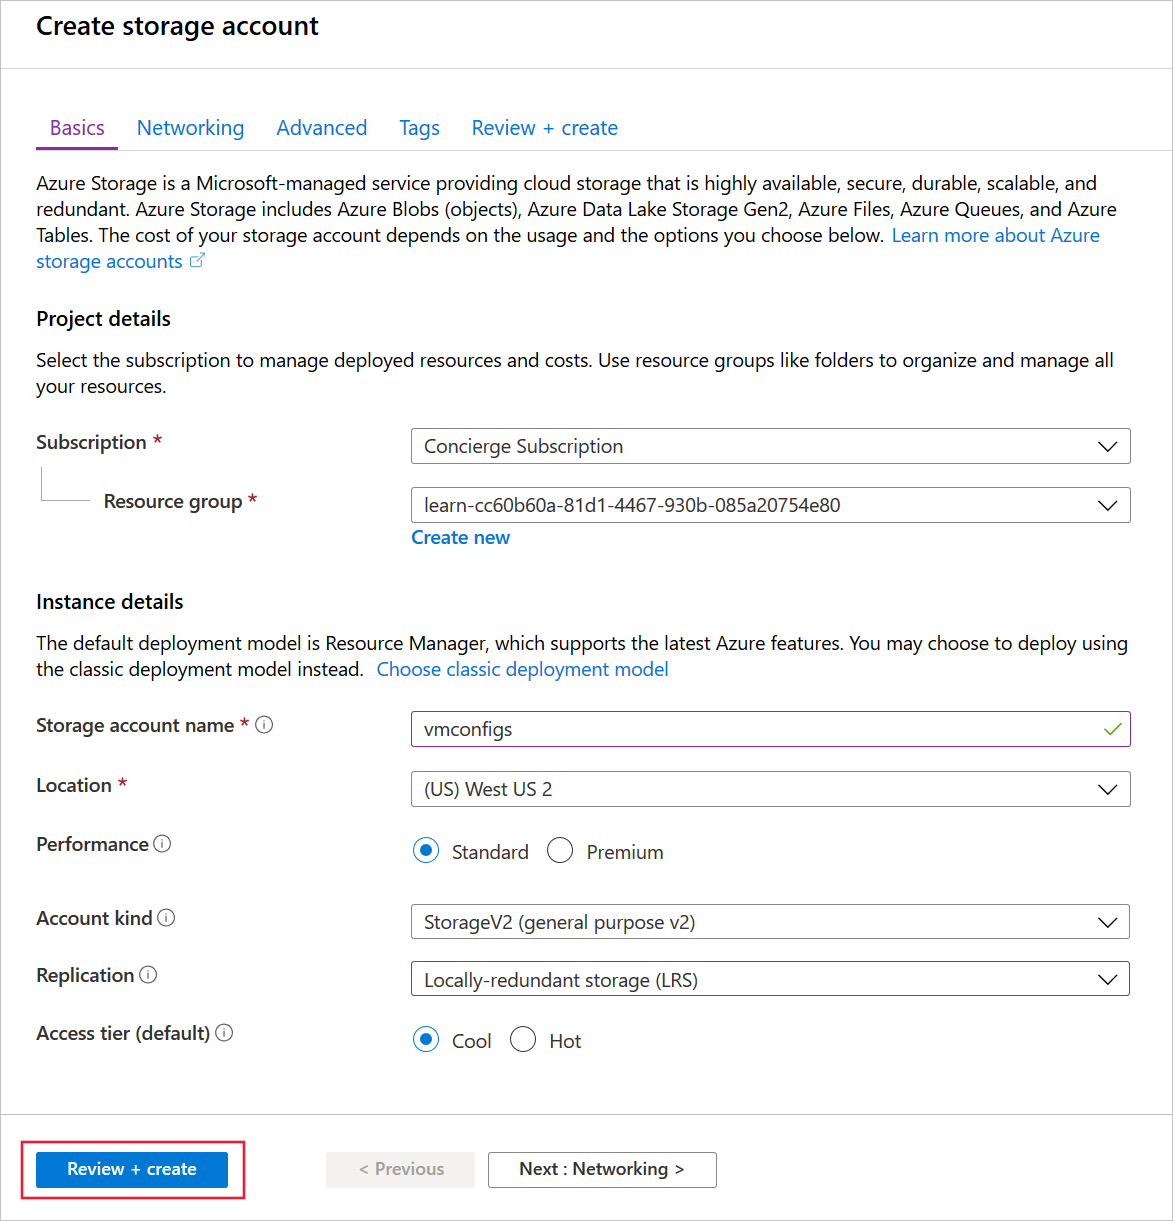 Create storage account
Basics Networking Advanced Tags Review + create
Azure Storage is a Microsoft-managed service providing cloud storage that is highly available, secure, durable, scalable, and
redundant. Azure Storage includes Azure Blobs (objects), Azure Data Lake Storage Gen2, Azure Files, Azure Queues, and Azure
Tables. The cost of your storage account depends on the usage and the options you choose below. Learn more about Azure
storage accounts
Project details
Select the subscription to manage deployed resources and costs. Use resource groups like folders to organize and manage all
your resources.
Subscription * Concierge Subscription
Resource group * learn-cc60b60a-81d1-4467-930b-085a20754e80
Create new
Instance details
The default deployment model is Resource Manager, which supports the latest Azure features. You may choose to deploy using
the classic deployment model instead. Choose classic deployment model
Storage account name * vmconfigs
Location * (US) West US 2
Performance Standard Premium
Account kind StorageV2 (general purpose v2)
Replication Locally-redundant storage (LRS)
Access tier (default) Cool Hot
Review + create < Previous Next : Networking >